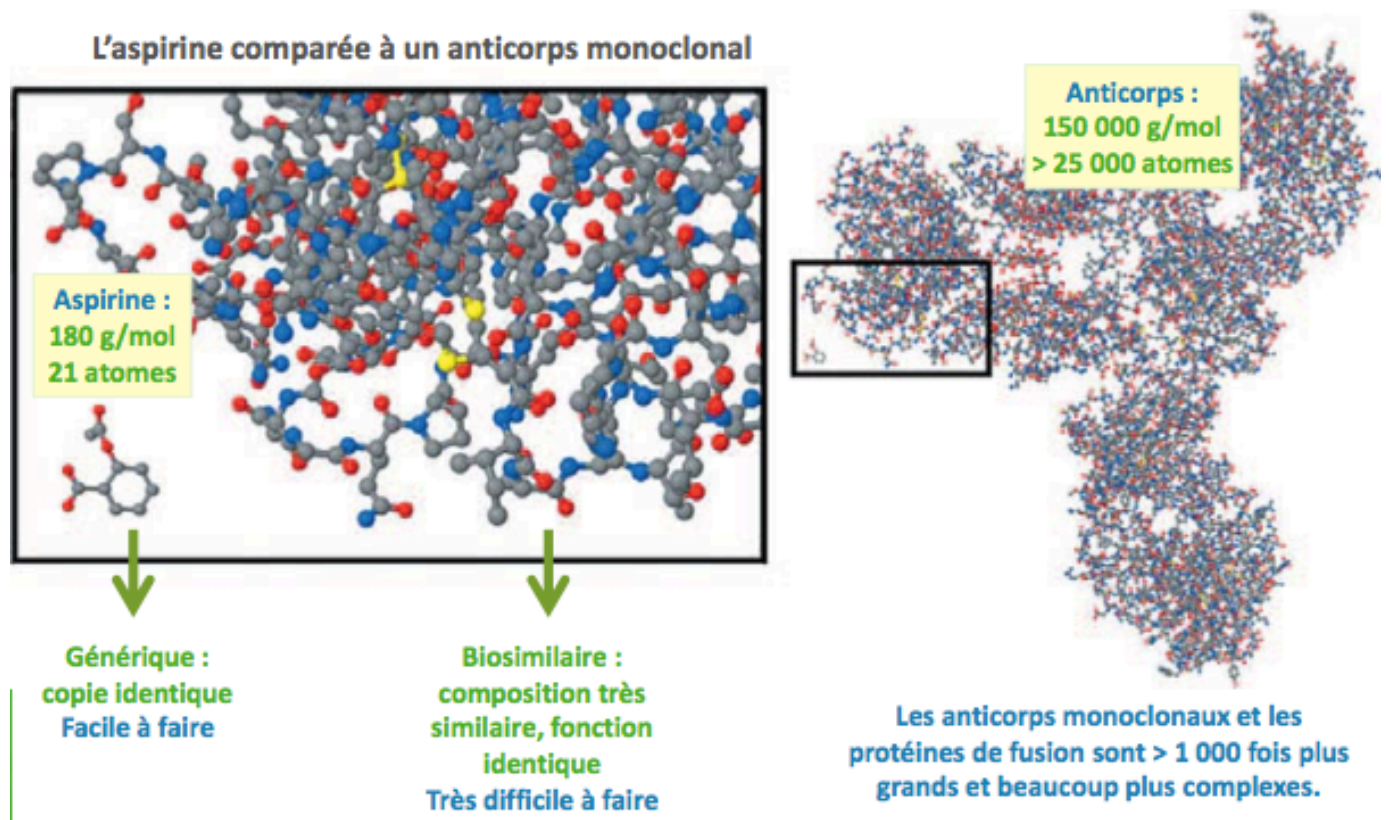 L'aspirine comparée à un anticorps monoclonal
Anticorps :
150 000 g/mol
> 25 000 atomes
Aspirine :
180 g/mol
21 atomes
Générique :
copie identique
Facile à faire
Biosimilaire :
composition très
similaire, fonction
identique
Très difficile à faire
Les anticorps monoclonaux et les
protéines de fusion sont > 1 000 fois plus
grands et beaucoup plus complexes.